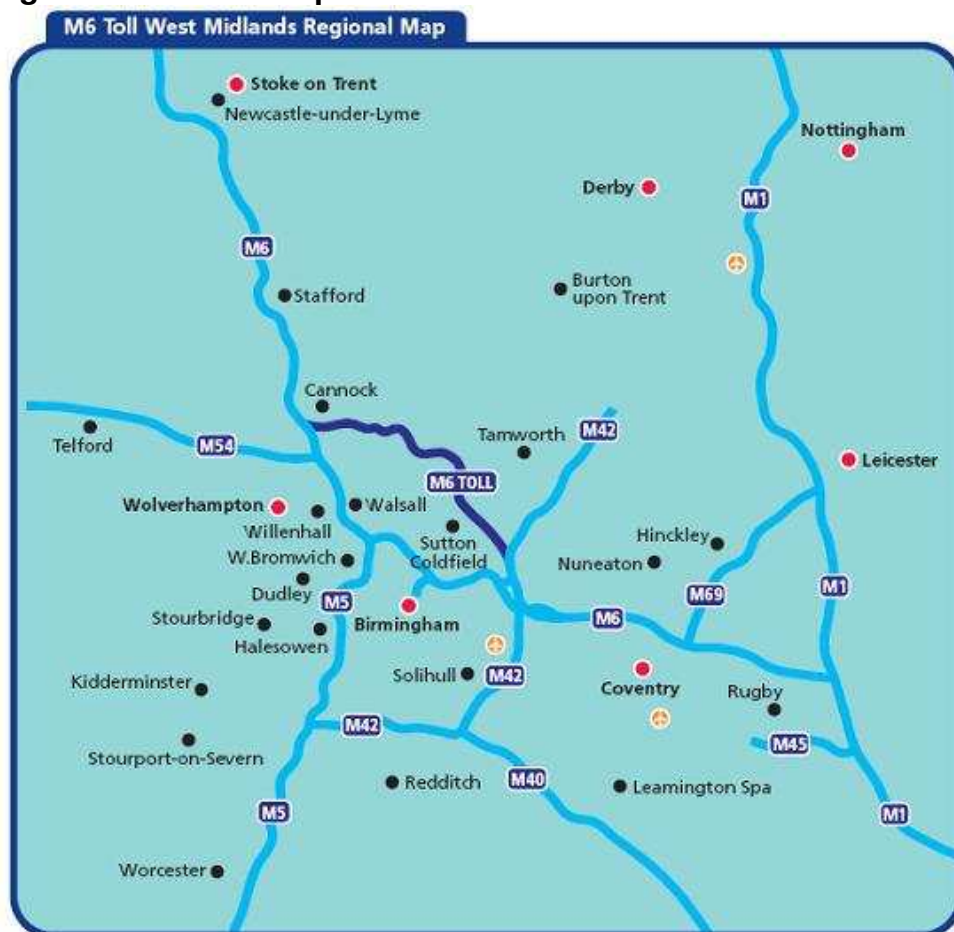 M6 Toll West Midlands Regional Map
Stoke on Trent
Newcastle-under-Lyme
Nottingham
Derby
M1
M6
Burton
upon Trent
Stafford
Cannock
Telford
M54
Tamworth
M42
Leicester
M6 TOLL
Wolverhampton
Walsall
Willenhall
Sutton
Coldfield
Hinckley
W.Bromwich
Nuneaton
Dudley
M5
M69
M1
Stourbridge
Birmingham
M6
Halesowen
Solihull
M42
Kidderminster
Coventry
Rugby
M42
M45
Stourport-on-Severn
Redditch
M40
Leamington Spa
M5
M1
Worcester